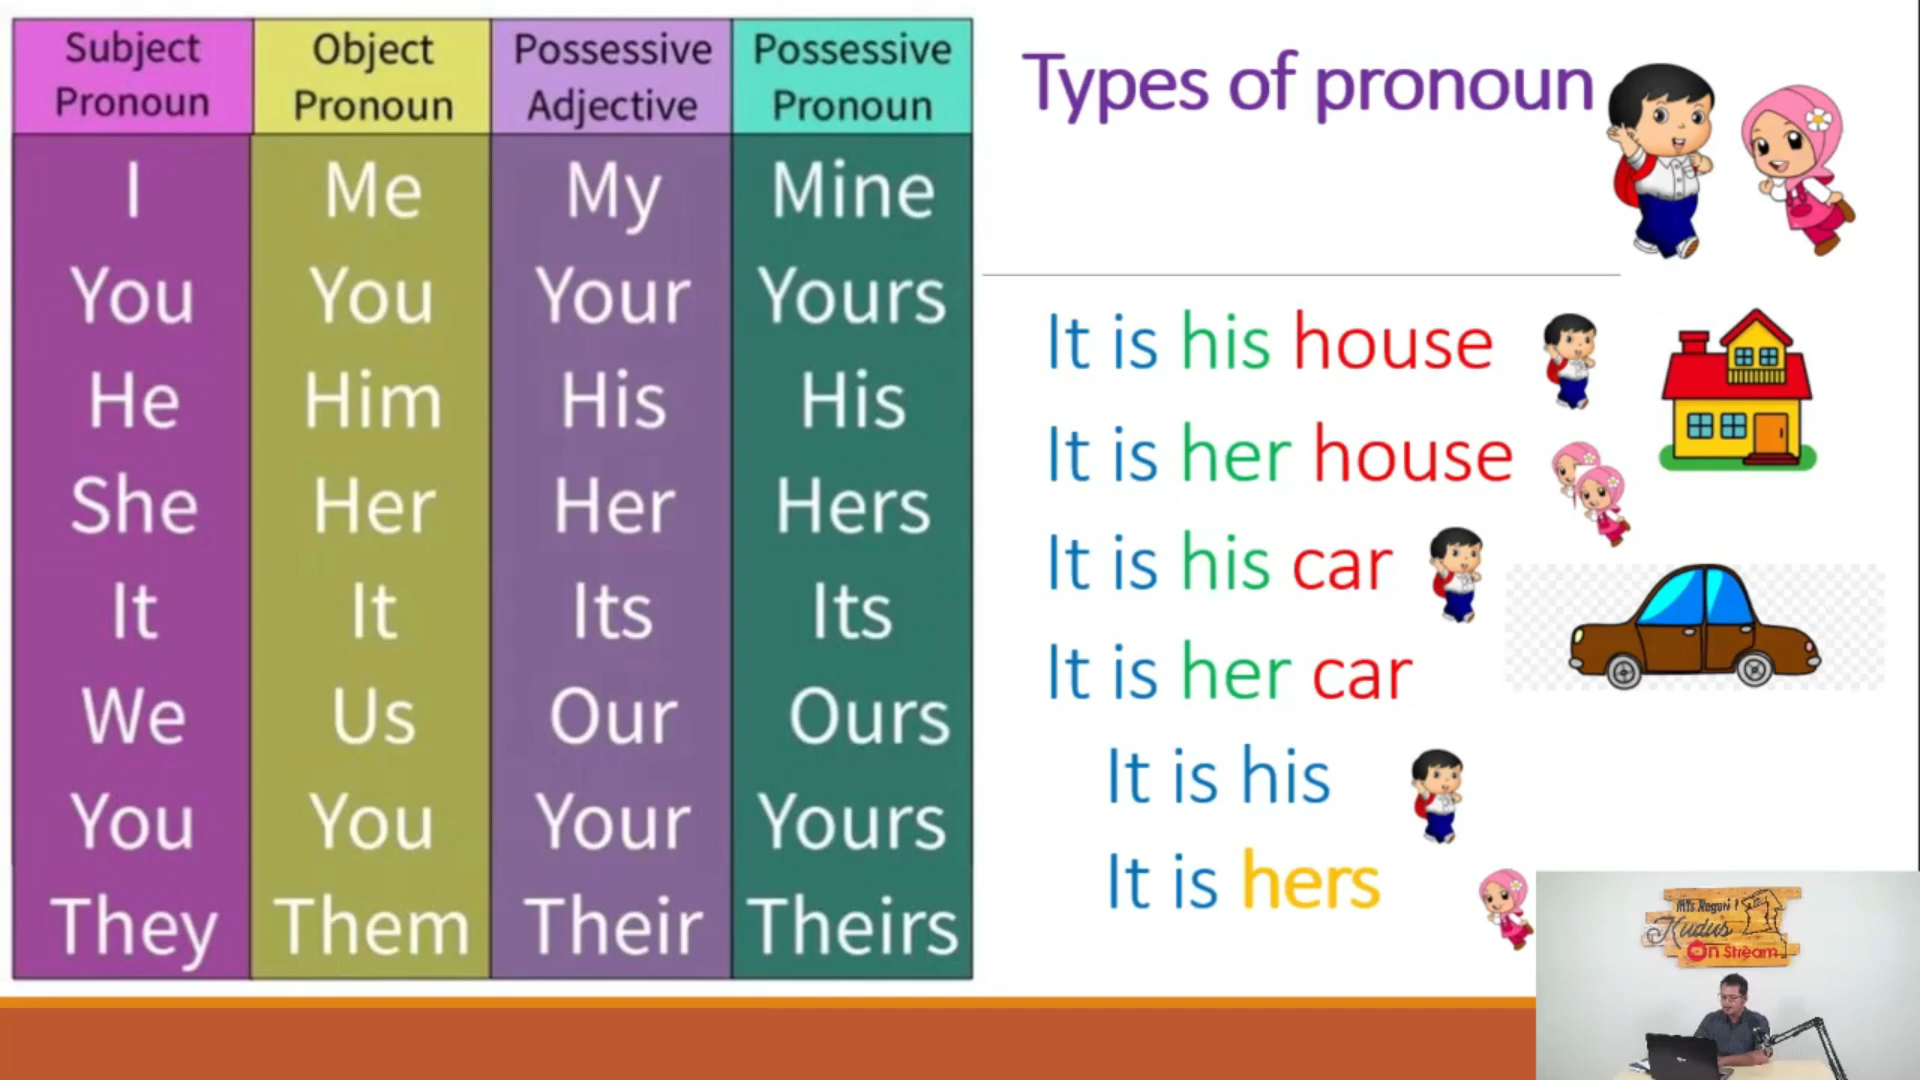 Subject Pronoun
Object Pronoun
Possessive Adjective
Possessive Pronoun
I Me My Mine
You You Your Yours
He Him His His
She Her Her Hers
It It Its Its
We Us Our Ours
You You Your Yours
They Them Their Theirs
Types of pronoun
It is his house
It is her house
It is his car
It is her car
It is his
It is hers
MTs Negeri 1
Kudus
On Stream